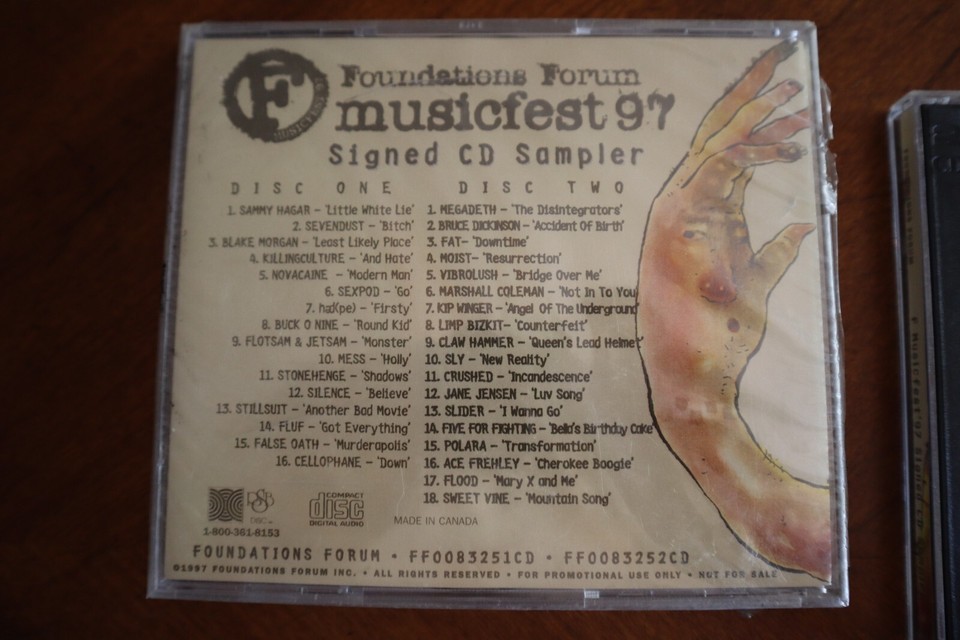 F
MUSICFEST 97
Foundations Forum
musicfest 97
Signed CD Sampler
DISC ONE
1. SAMMY HAGAR – 'Little White Lie'
2. SEVENDUST – 'Bitch'
3. BLAKE MORGAN – 'Least Likely Place'
4. KILLINGCULTURE – 'And Hate'
5. NOVACAINE – 'Modern Man'
6. SEXPOD – 'Go'
7. ha(pe) – 'Firsty'
8. BUCK O NINE – 'Round Kid'
9. FLOTSAM & JETSAM – 'Monster'
10. MESS – 'Holly'
11. STONEHENGE – 'Shadows'
12. SILENCE – 'Believe'
13. STILLSUIT – 'Another Bad Movie'
14. FLUF – 'Got Everything'
15. FALSE OATH – 'Murderapolis'
16. CELLOPHANE – 'Down'
DISC TWO
1. MEGADETH – 'The Disintegrators'
2. BRUCE DICKINSON – 'Accident Of Birth'
3. FAT– 'Downtime'
4. MOIST– 'Resurrection'
5. VIBROLUSH – 'Bridge Over Me'
6. MARSHALL COLEMAN – 'Not In To You'
7. KIP WINGER – 'Angel Of The Underground'
8. LIMP BIZKIT– 'Counterfeit'
9. CLAW HAMMER – 'Queen's Lead Helmet'
10. SLY – 'New Reality'
11. CRUSHED – 'Incandescence'
12. JANE JENSEN – 'Luv Song'
13. SLIDER – 'I Wanna Go'
14. FIVE FOR FIGHTING – 'Bella's Birthday Cake'
15. POLARA – 'Transformation'
16. ACE FREHLEY – 'Cherokee Boogie'
17. FLOOD – 'Mary X and Me'
18. SWEET VINE – 'Mountain Song'
DISC
1-800-361-8153
COMPACT
disc
DIGITAL AUDIO
MADE IN CANADA
FOUNDATIONS FORUM • FF0083251CD • FF0083252CD
©1997 FOUNDATIONS FORUM INC. • ALL RIGHTS RESERVED • FOR PROMOTIONAL USE ONLY • NOT FOR SALE